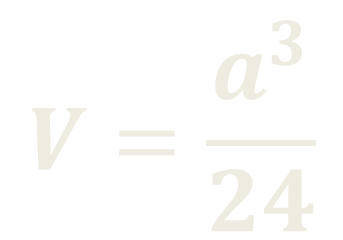 V = a³/24